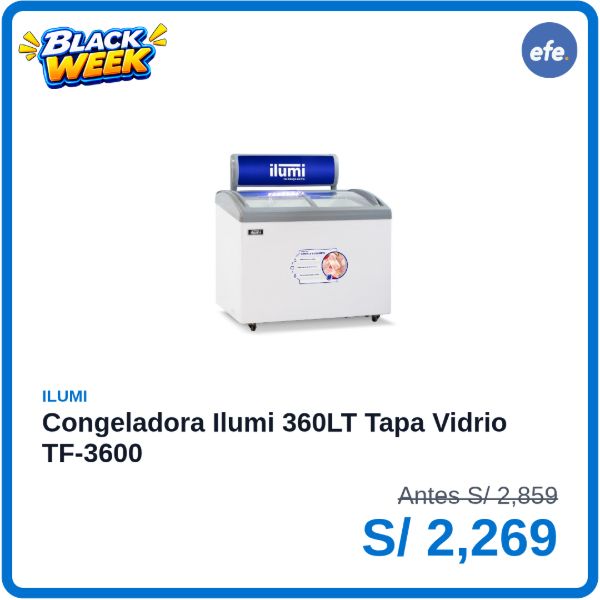 BLACK
WEEK
efe.
ilumi
ILUMI
Congeladora Ilumi 360LT Tapa Vidrio
TF-3600
Antes S/ 2,859
S/ 2,269